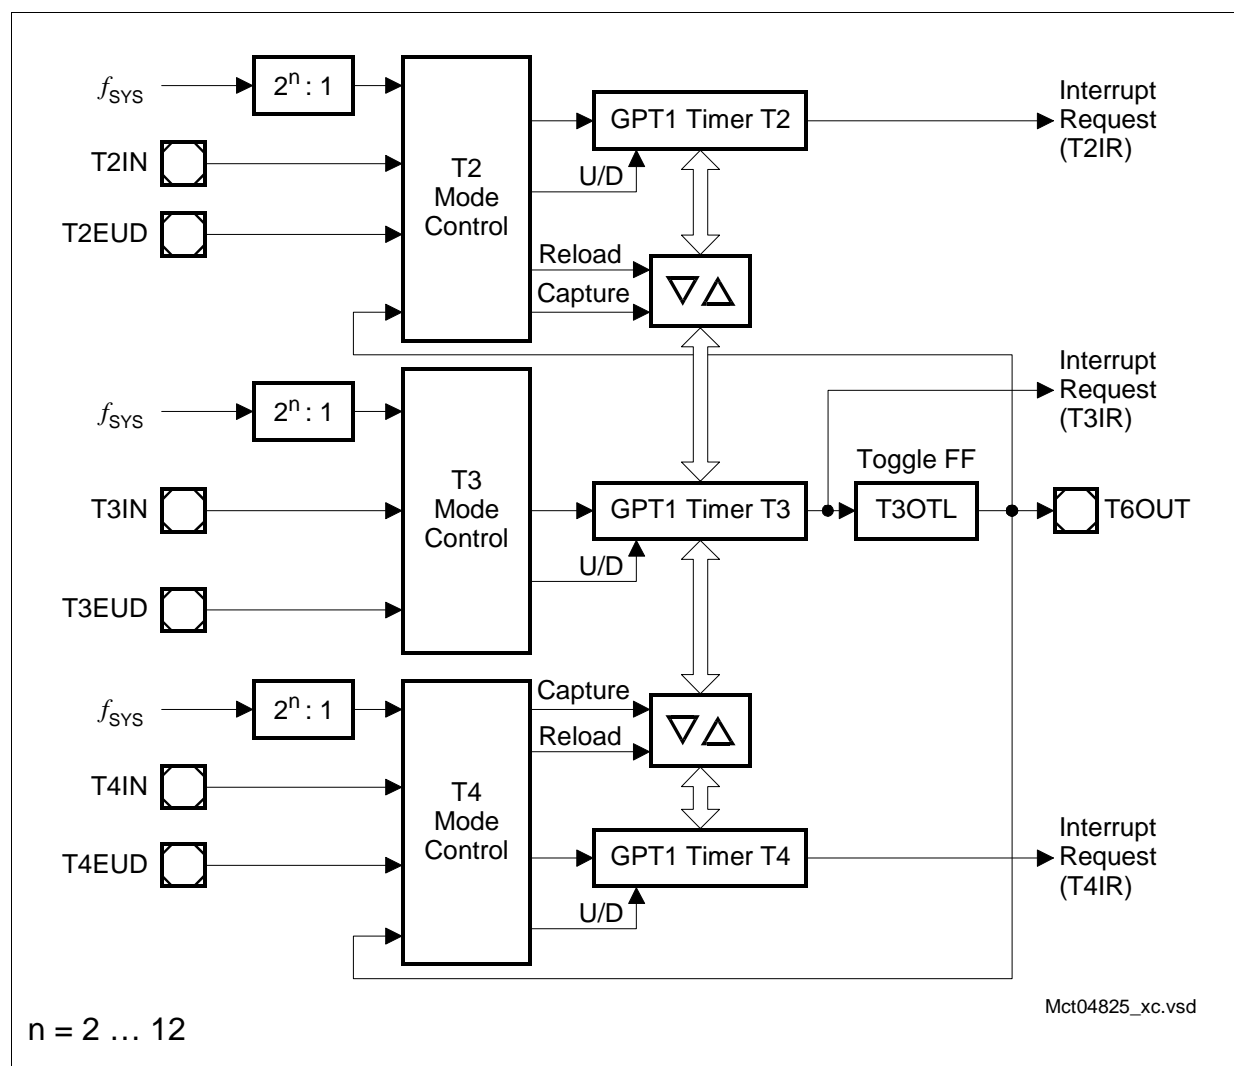 fSYS
2ⁿ : 1
T2IN
T2EUD
T2
Mode
Control
U/D
Reload
Capture
GPT1 Timer T2
Interrupt
Request
(T2IR)
fSYS
2ⁿ : 1
T3IN
T3EUD
T3
Mode
Control
U/D
GPT1 Timer T3
Toggle FF
T3OTL
Interrupt
Request
(T3IR)
T6OUT
fSYS
2ⁿ : 1
T4IN
T4EUD
T4
Mode
Control
Capture
Reload
U/D
GPT1 Timer T4
Interrupt
Request
(T4IR)
Mct04825_xc.vsd
n = 2 … 12